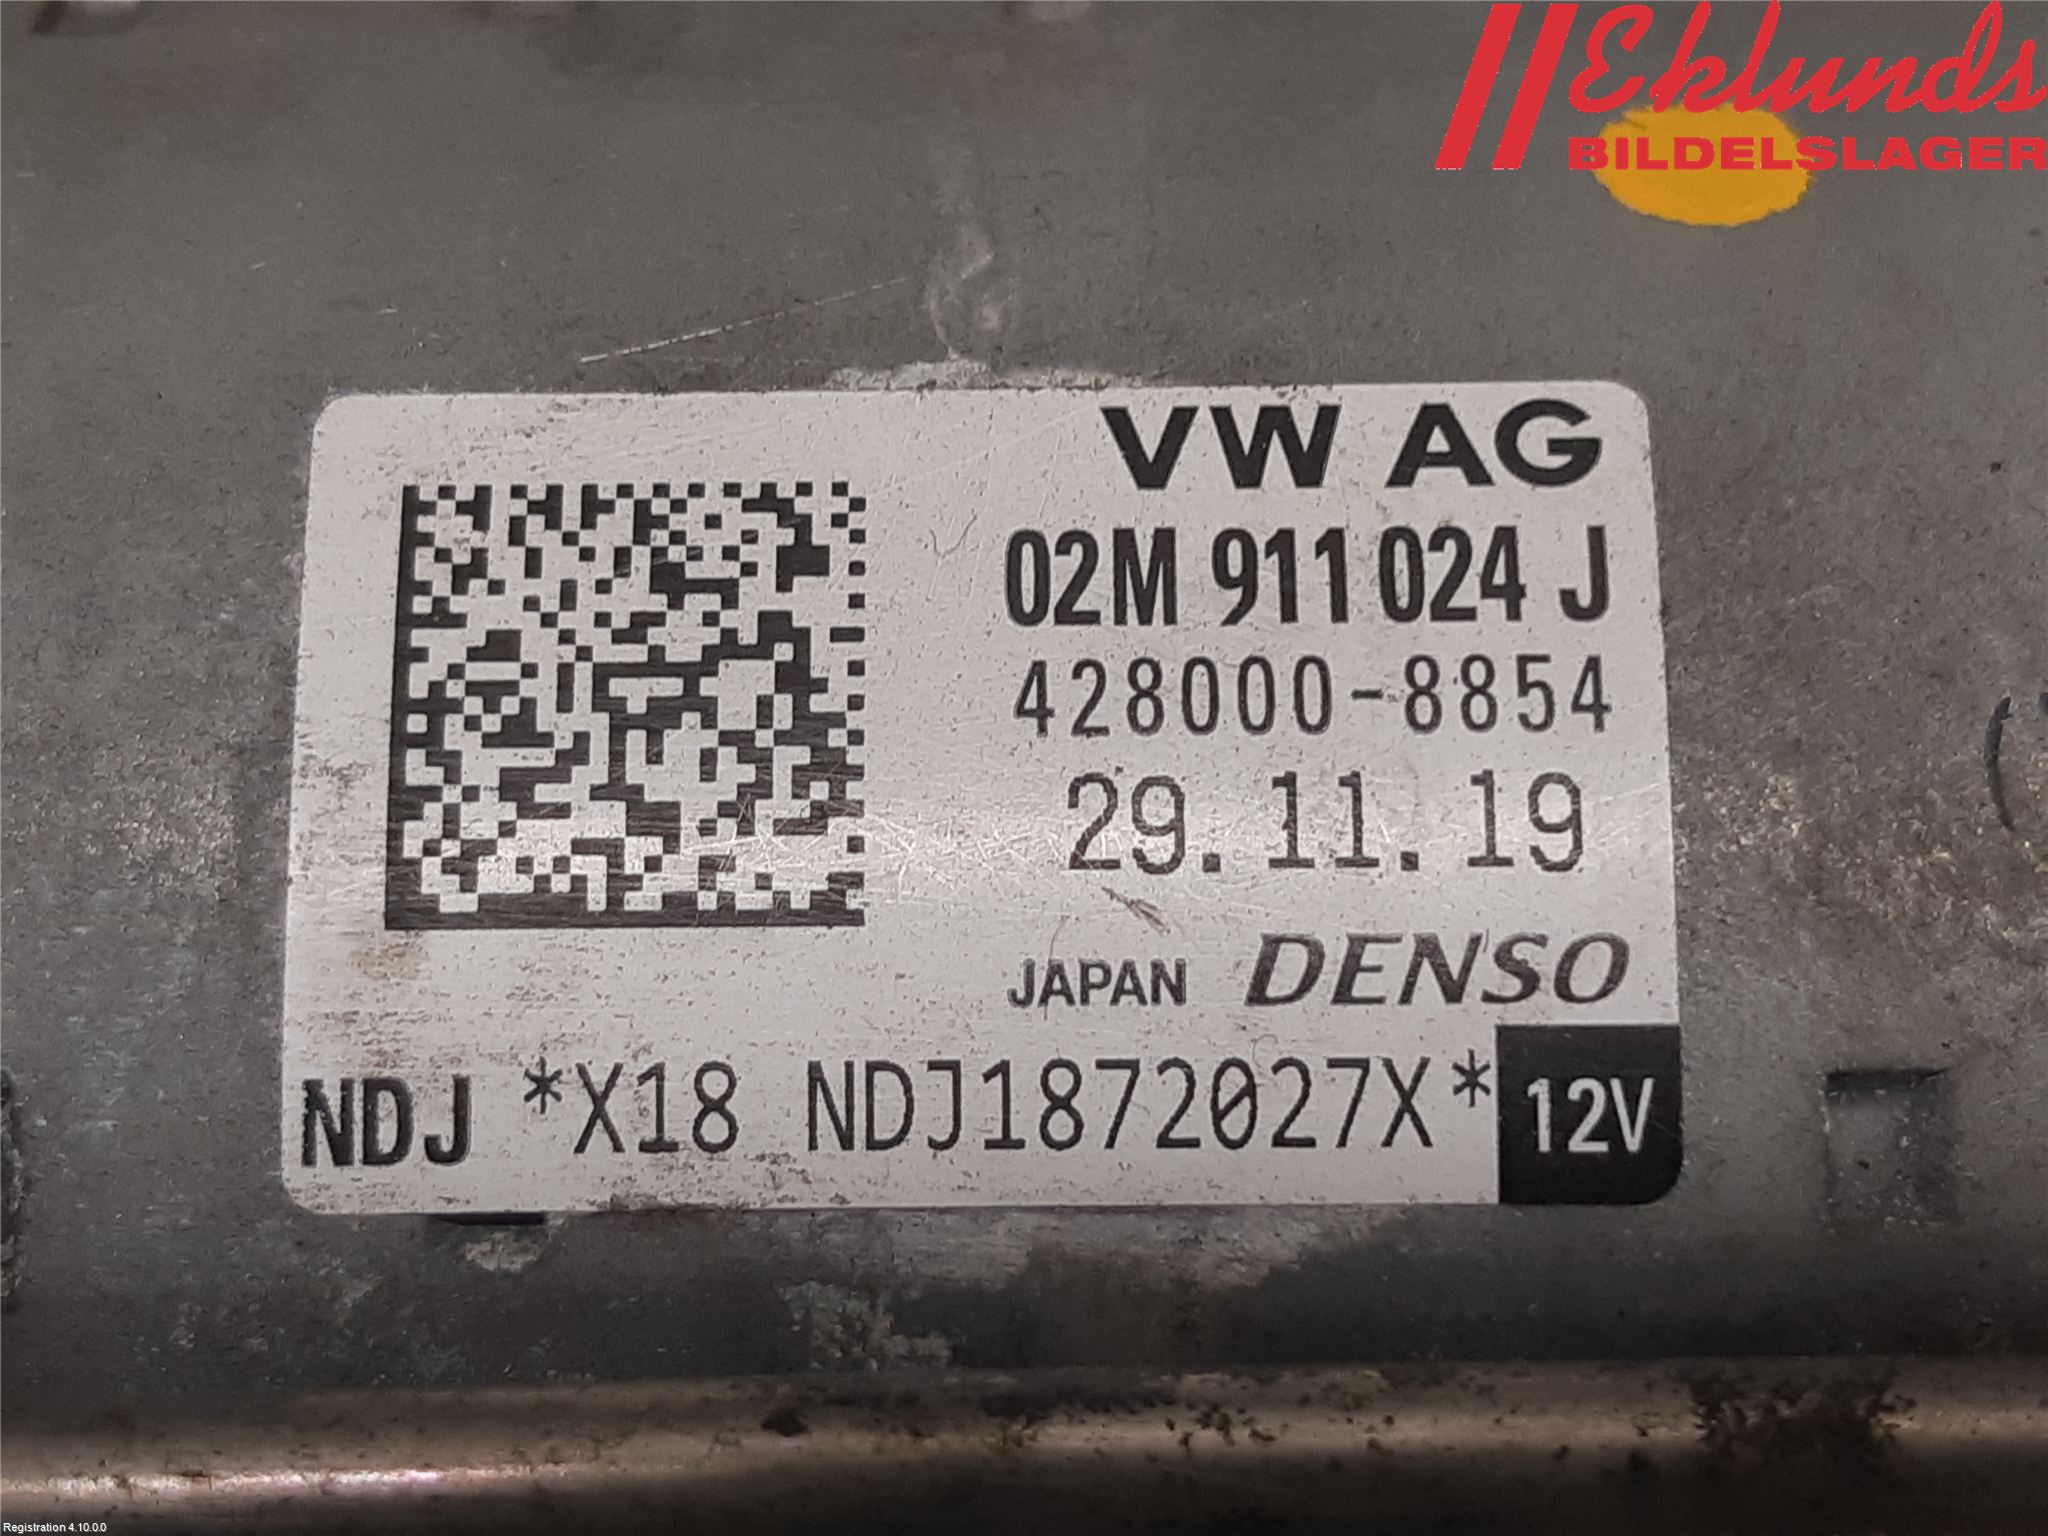 Eklunds
BILDELSLAGER
VW AG
02M 911 024 J
428000-8854
29.11.19
JAPAN DENSO
NDJ *X18 NDJ1872027X* 12V
Registration 4.10.0.0